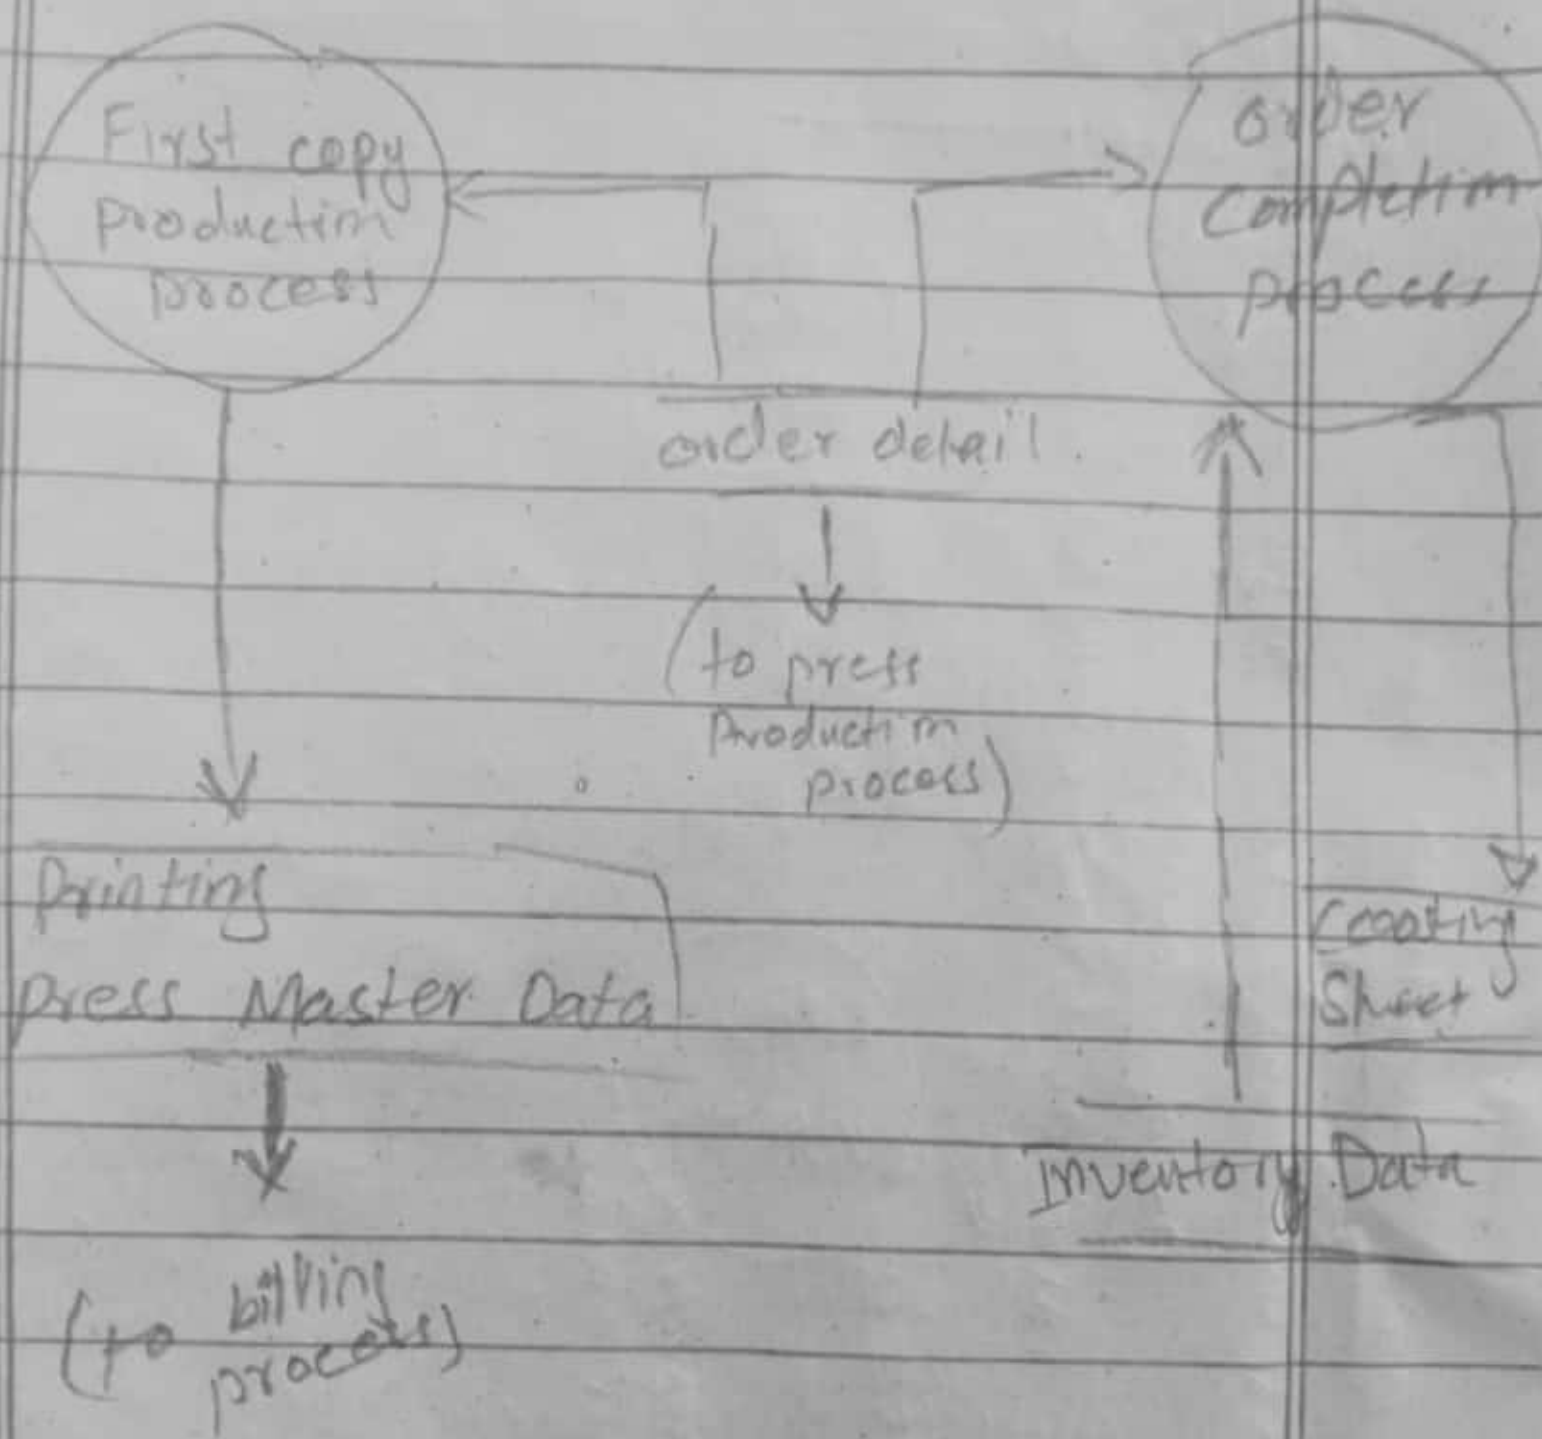 First copy
production
process
order
completion
process
order detail.
(to press
production
process)
Printing
press Master Data
Sheet
Inventory Data
(to billing
process)